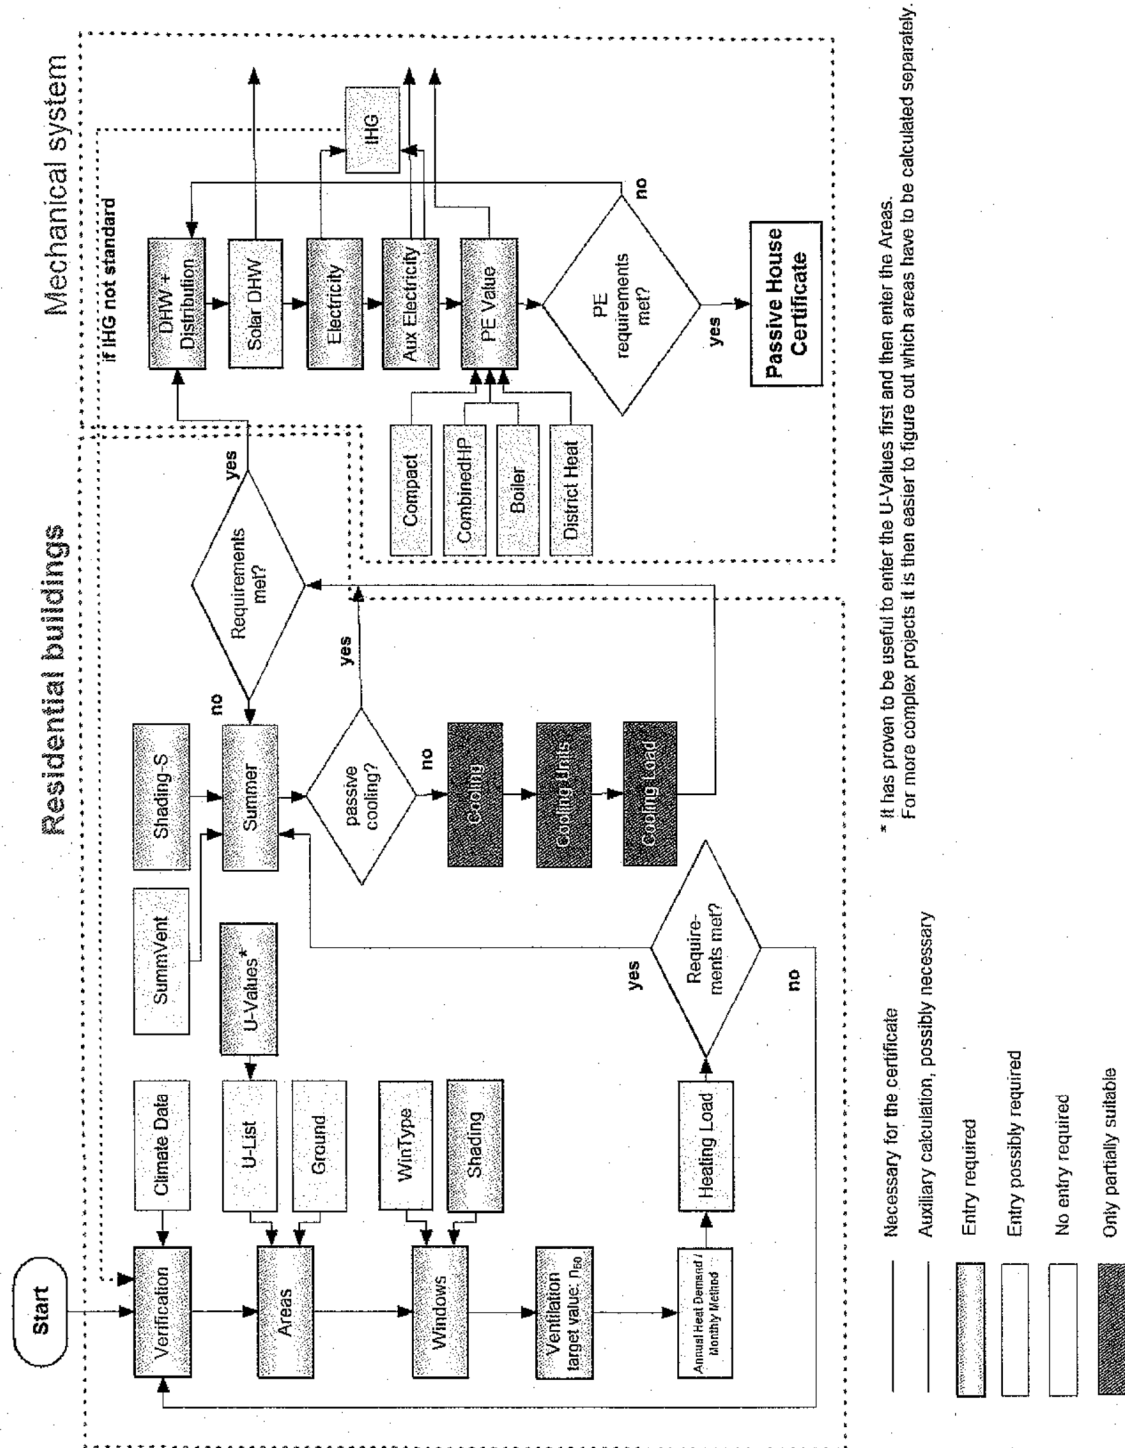 Residential buildings
Mechanical system
Start
Verification
Climate Data
Areas
U-List
U-Values*
Ground
Windows
WinType
Shading
Ventilation
target value: n50
Annual Heat Demand /
Monthly Method
Heating Load
Require-
ments met?
yes
no
SummVent
Shading-S
Summer
passive
cooling?
yes
no
Cooling
Cooling Units
Cooling Load
Requirements
met?
no
yes
if IHG not standard
DHW +
Distribution
Solar DHW
Electricity
Aux Electricity
PE Value
IHG
Compact
CombinedHP
Boiler
District Heat
PE
requirements
met?
no
yes
Passive House
Certificate
Necessary for the certificate
Auxiliary calculation, possibly necessary
Entry required
Entry possibly required
No entry required
Only partially suitable
* It has proven to be useful to enter the U-Values first and then enter the Areas.
For more complex projects it is then easier to figure out which areas have to be calculated separately.